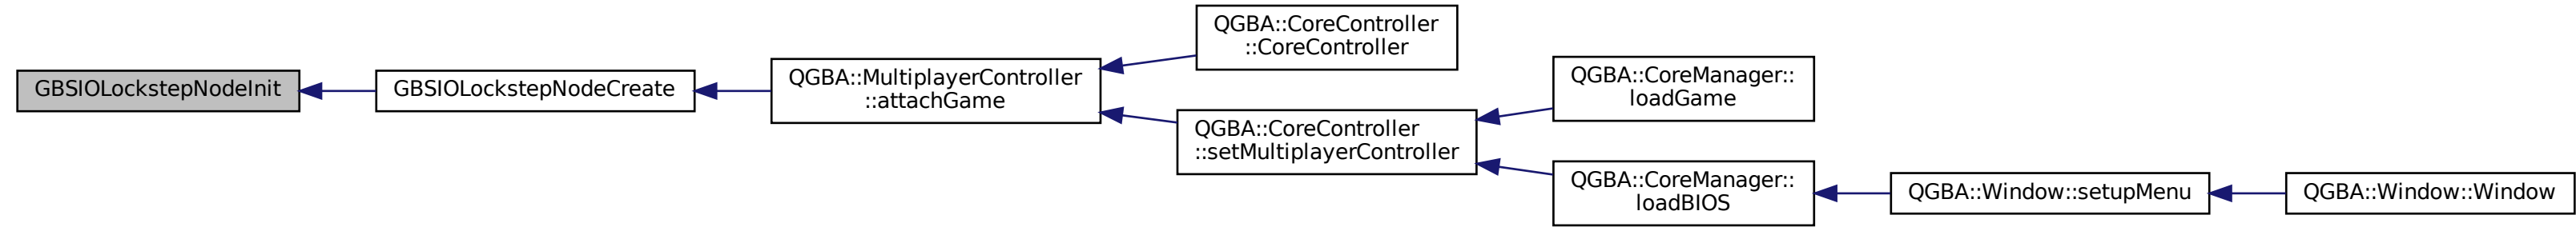 GBSIOLockstepNodeInit
GBSIOLockstepNodeCreate
QGBA::MultiplayerController
::attachGame
QGBA::CoreController
::CoreController
QGBA::CoreController
::setMultiplayerController
QGBA::CoreManager::
loadGame
QGBA::CoreManager::
loadBIOS
QGBA::Window::setupMenu
QGBA::Window::Window